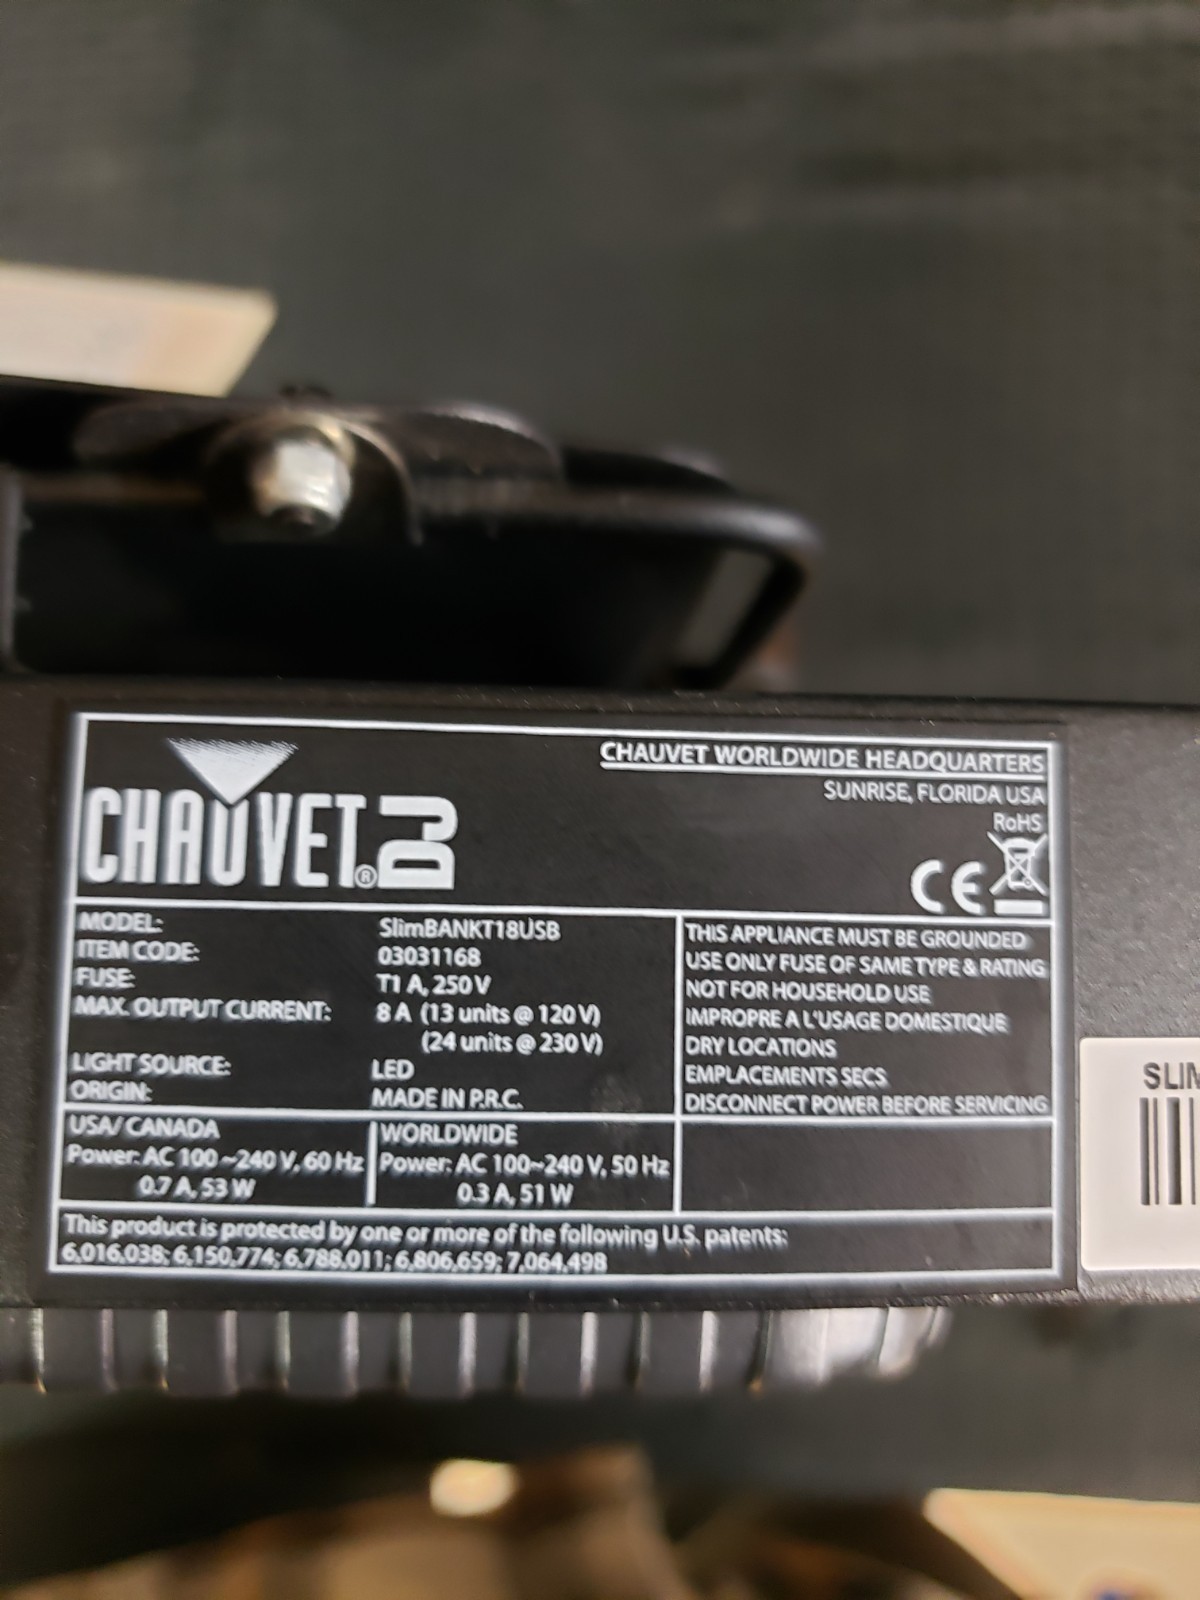 CHAUVET® DJ
CHAUVET WORLDWIDE HEADQUARTERS
SUNRISE, FLORIDA USA
RoHS
CE
MODEL: SlimBANKT18USB
ITEM CODE: 03031168
FUSE: T1 A, 250 V
MAX. OUTPUT CURRENT: 8 A (13 units @ 120 V)
(24 units @ 230 V)
LIGHT SOURCE: LED
ORIGIN: MADE IN P.R.C.
THIS APPLIANCE MUST BE GROUNDED
USE ONLY FUSE OF SAME TYPE & RATING
NOT FOR HOUSEHOLD USE
IMPROPRE A L'USAGE DOMESTIQUE
DRY LOCATIONS
EMPLACEMENTS SECS
DISCONNECT POWER BEFORE SERVICING
USA/ CANADA
Power: AC 100 ~240 V, 60 Hz
0.7 A, 53 W
WORLDWIDE
Power: AC 100~240 V, 50 Hz
0.3 A, 51 W
This product is protected by one or more of the following U.S. patents:
6,016,038; 6,150,774; 6,788,011; 6,806,659; 7,064,498